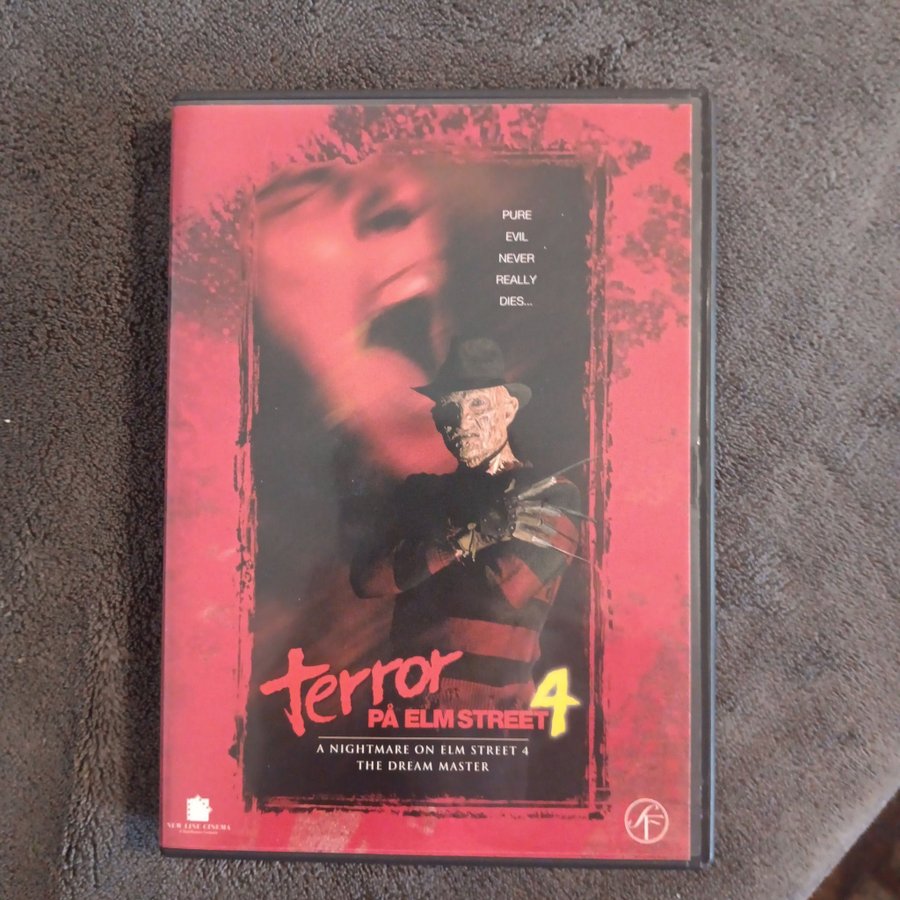 PURE
EVIL
NEVER
REALLY
DIES...
terror
PÅ ELM STREET 4
A NIGHTMARE ON ELM STREET 4
THE DREAM MASTER
NEW LINE CINEMA
SF